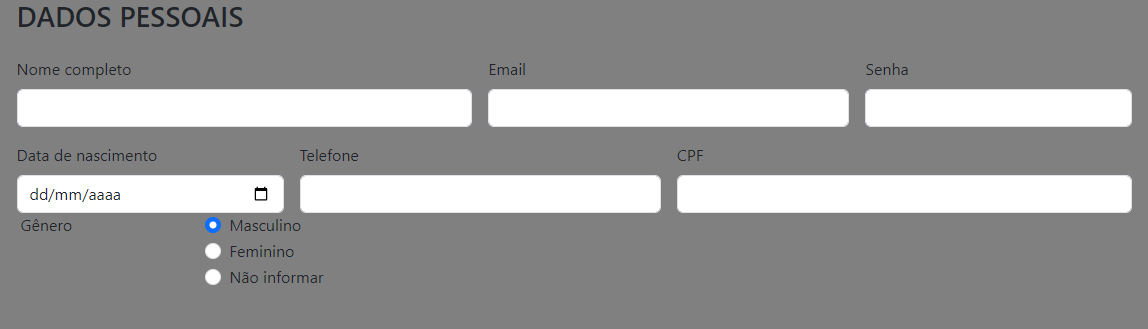 DADOS PESSOAIS
Nome completo Email Senha
Data de nascimento Telefone CPF
dd/mm/aaaa
Gênero Masculino
Feminino
Não informar